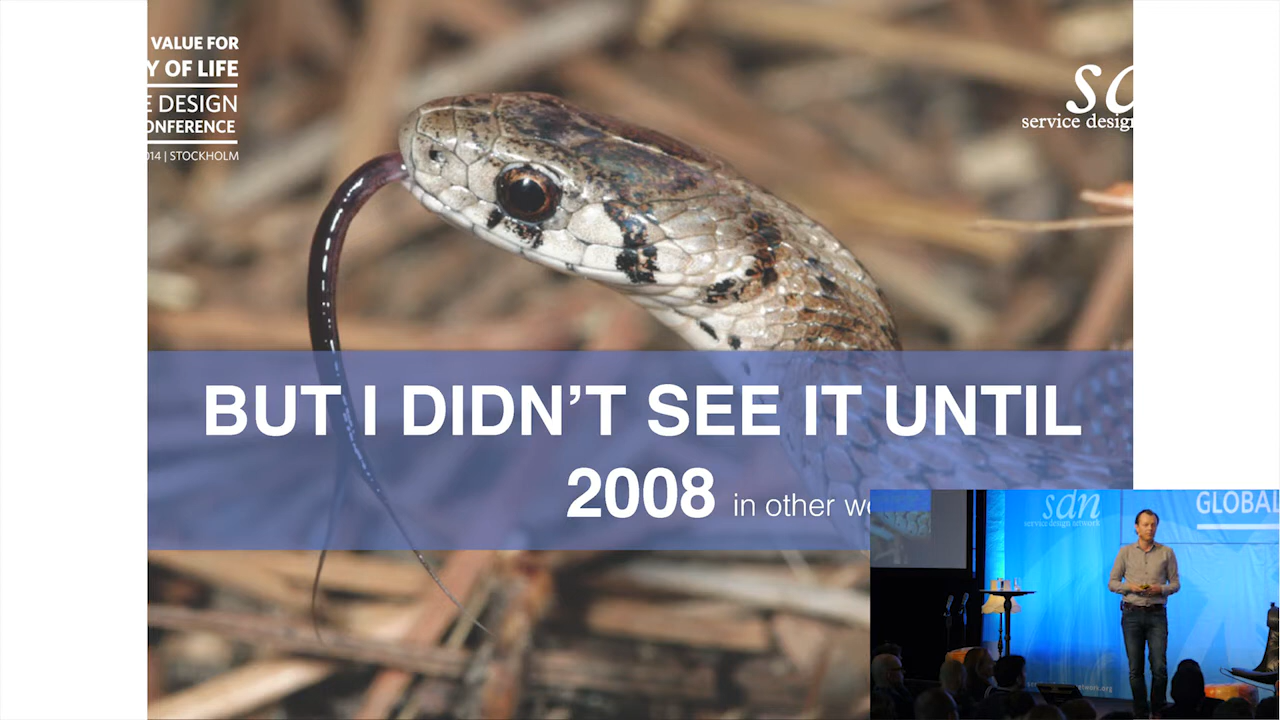 VALUE FOR
Y OF LIFE
E DESIGN
ONFERENCE
014 | STOCKHOLM
service design
BUT I DIDN’T SEE IT UNTIL
2008 in other
sdn
service design network
GLOBAL